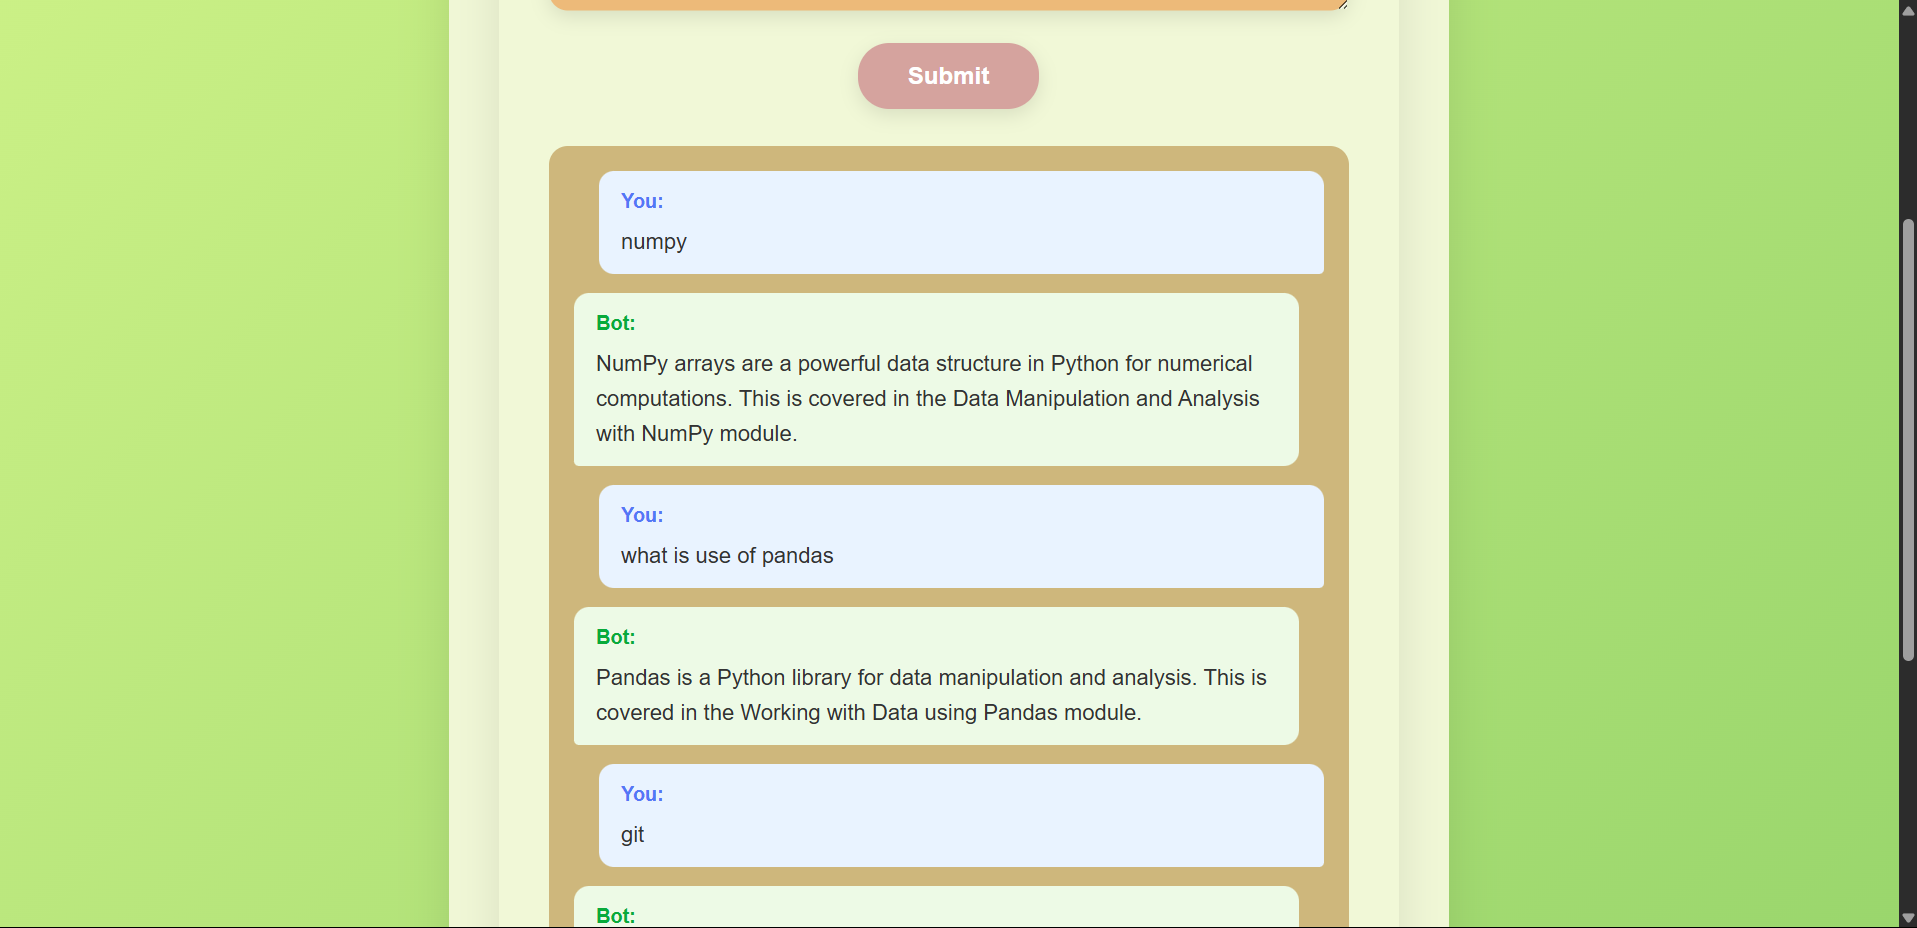 Submit
You:
numpy
Bot:
NumPy arrays are a powerful data structure in Python for numerical
computations. This is covered in the Data Manipulation and Analysis
with NumPy module.
You:
what is use of pandas
Bot:
Pandas is a Python library for data manipulation and analysis. This is
covered in the Working with Data using Pandas module.
You:
git
Bot: